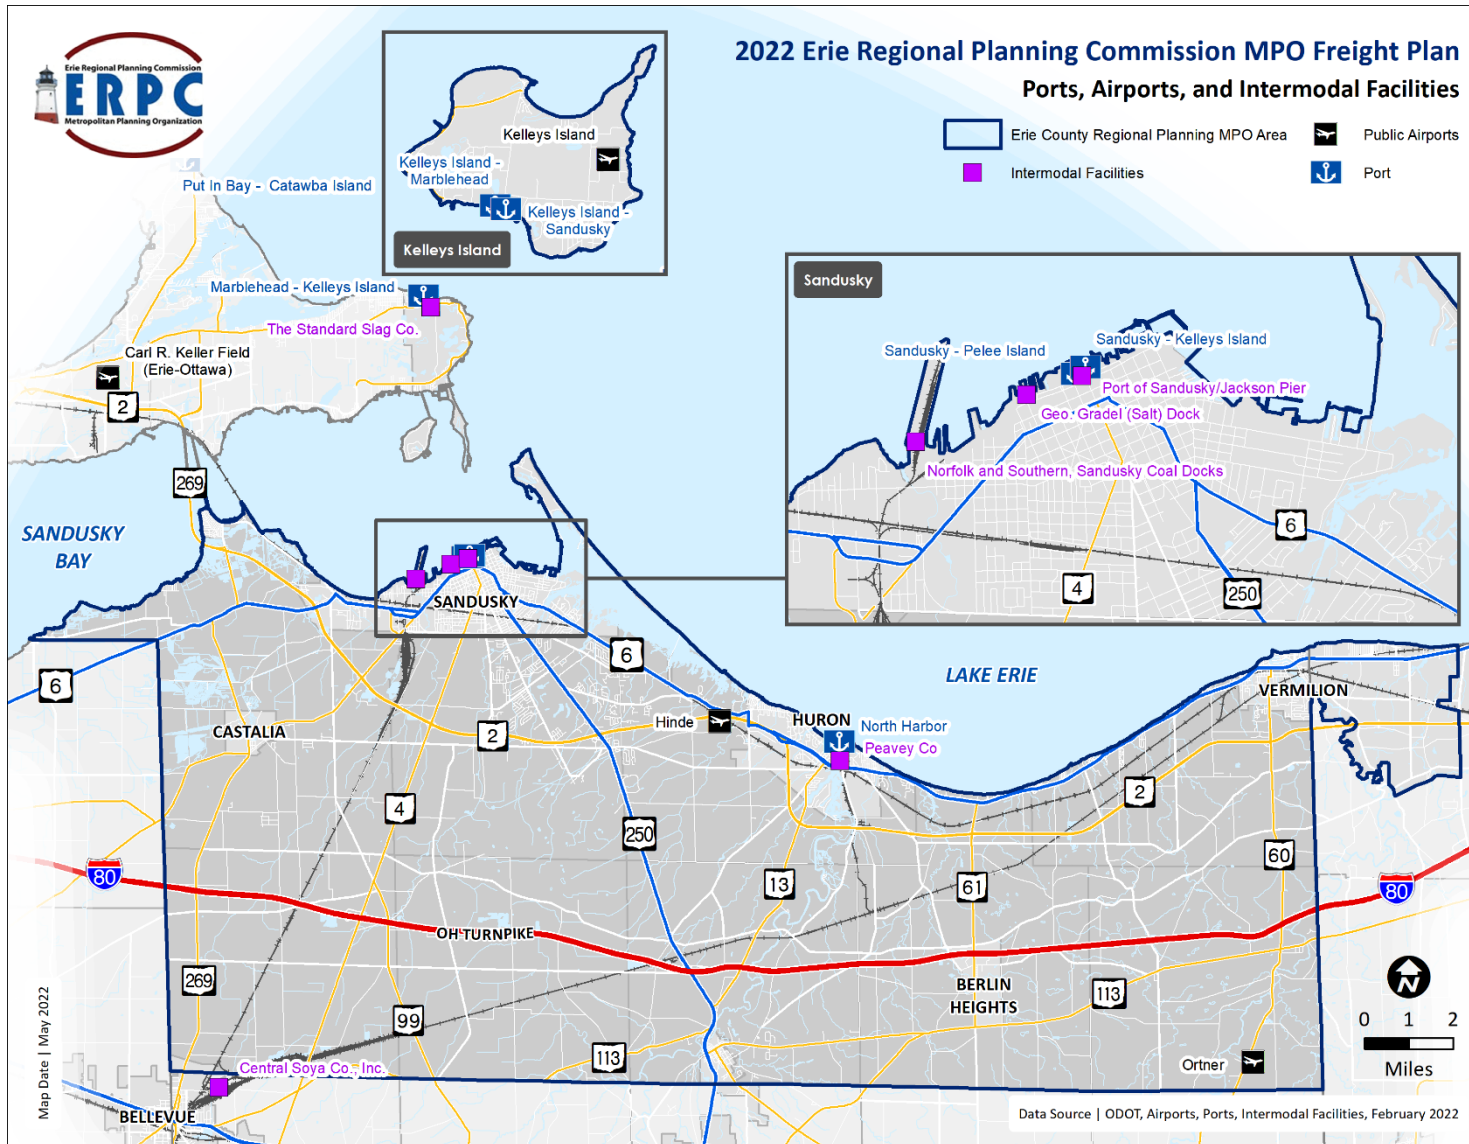 2022 Erie Regional Planning Commission MPO Freight Plan
Ports, Airports, and Intermodal Facilities
Erie County Regional Planning MPO Area
Public Airports
Intermodal Facilities
Port
Erie Regional Planning Commission
ERPC
Metropolitan Planning Organization
Put In Bay - Catawba Island
Kelleys Island
Kelleys Island -
Marblehead
Kelleys Island -
Sandusky
Kelleys Island
Marblehead - Kelleys Island
The Standard Slag Co.
Carl R. Keller Field
(Erie-Ottawa)
2
269
SANDUSKY
BAY
Sandusky
Sandusky - Pelee Island
Sandusky - Kelleys Island
Port of Sandusky/Jackson Pier
Geo. Gradel (Salt) Dock
Norfolk and Southern, Sandusky Coal Docks
6
4
250
SANDUSKY
6
6
LAKE ERIE
VERMILION
CASTALIA
2
Hinde
HURON
North Harbor
Peavey Co
2
4
250
60
80
13
61
80
OH TURNPIKE
269
BERLIN
HEIGHTS
113
99
113
Ortner
Central Soya Co., Inc.
BELLEVUE
N
0 1 2
Miles
Map Date | May 2022
Data Source | ODOT, Airports, Ports, Intermodal Facilities, February 2022